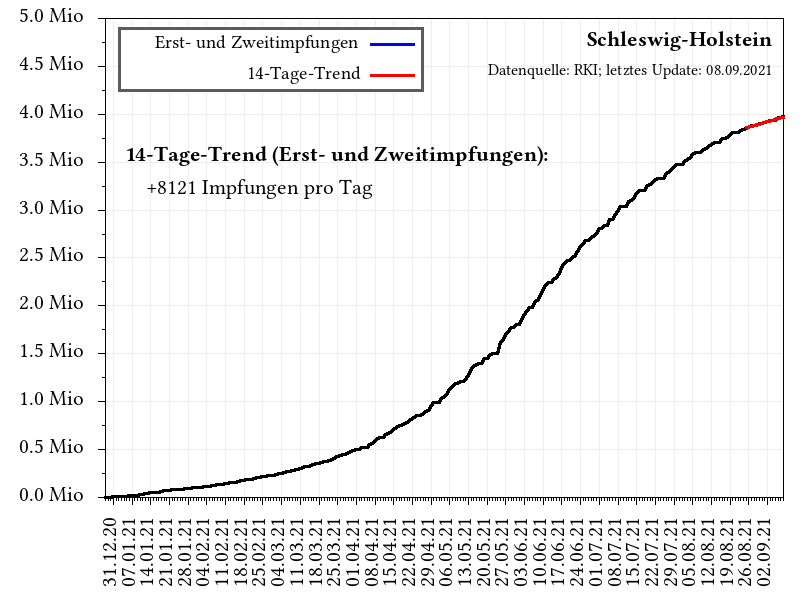 5.0 Mio
4.5 Mio
4.0 Mio
3.5 Mio
3.0 Mio
2.5 Mio
2.0 Mio
1.5 Mio
1.0 Mio
0.5 Mio
0.0 Mio
Erst- und Zweitimpfungen
14-Tage-Trend
Schleswig-Holstein
Datenquelle: RKI; letztes Update: 08.09.2021
14-Tage-Trend (Erst- und Zweitimpfungen):
+8121 Impfungen pro Tag
31.12.20
07.01.21
14.01.21
21.01.21
28.01.21
04.02.21
11.02.21
18.02.21
25.02.21
04.03.21
11.03.21
18.03.21
25.03.21
01.04.21
08.04.21
15.04.21
22.04.21
29.04.21
06.05.21
13.05.21
20.05.21
27.05.21
03.06.21
10.06.21
17.06.21
24.06.21
01.07.21
08.07.21
15.07.21
22.07.21
29.07.21
05.08.21
12.08.21
19.08.21
26.08.21
02.09.21